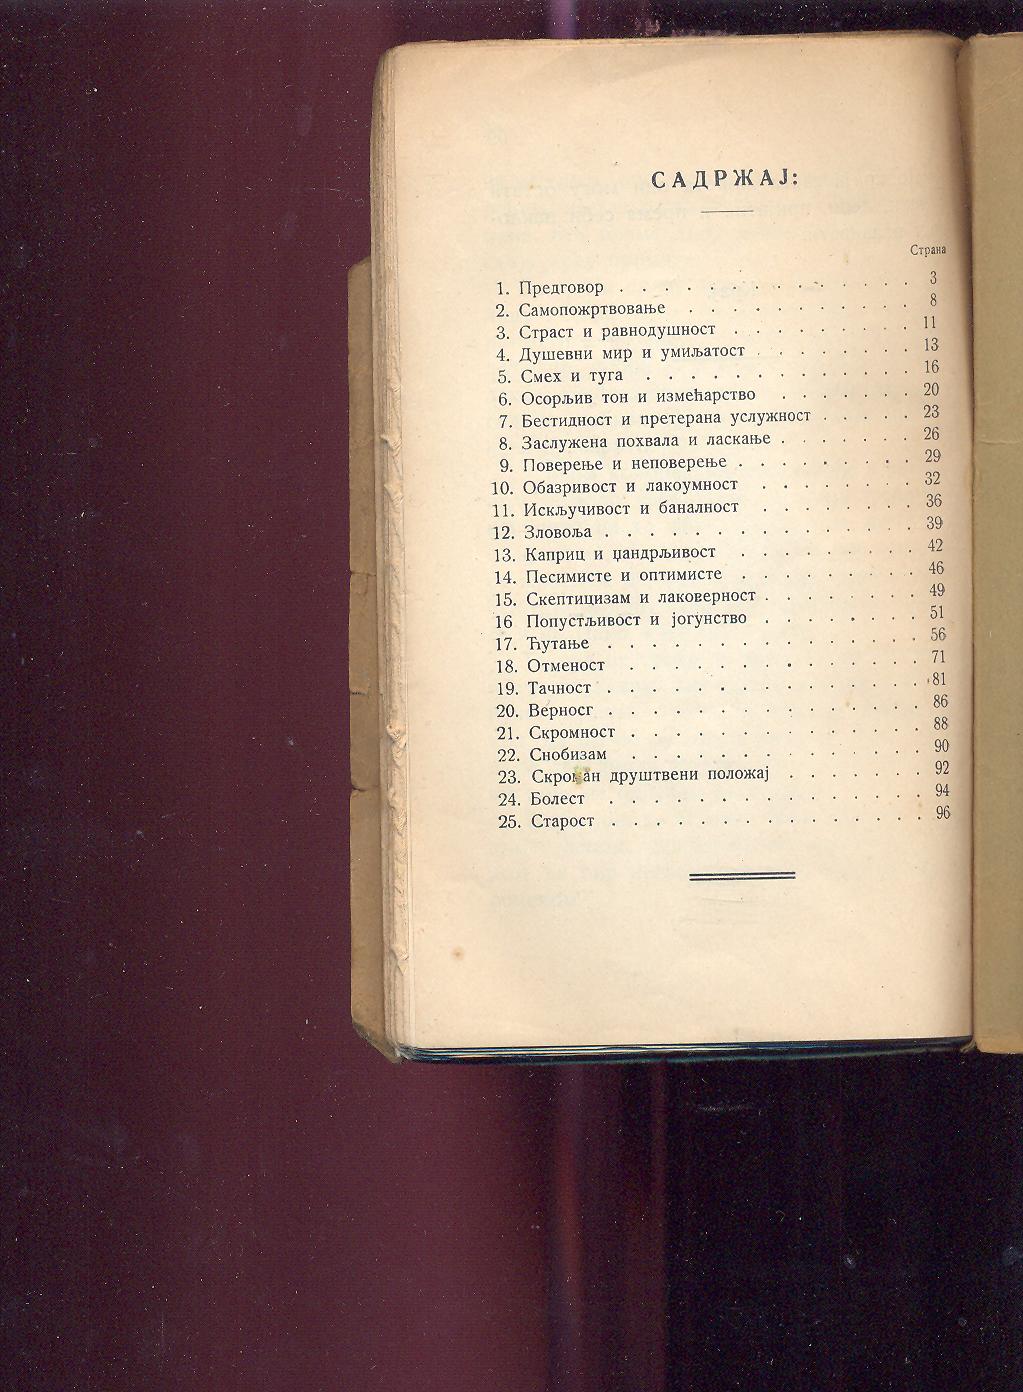 САДРЖАЈ:
Страна
1. Предговор . . . . . . . . . . . . . . 3
2. Самопожртвовање . . . . . . . . . . 8
3. Страст и равнодушност . . . . . . . . 11
4. Душевни мир и умиљатост . . . . . . . 13
5. Смех и туга . . . . . . . . . . . . 16
6. Осорљив тон и измећарство . . . . . . 20
7. Бестидност и претерана услужност . . . . . 23
8. Заслужена похвала и ласкање . . . . . . 26
9. Поверење и неповерење . . . . . . . . 29
10. Обазривост и лакоумност . . . . . . . 32
11. Искључивост и баналност . . . . . . . 36
12. Зловоља . . . . . . . . . . . . . . 39
13. Каприц и џандрљивост . . . . . . . . 42
14. Песимисте и оптимисте . . . . . . . . 46
15. Скептицизам и лаковерност . . . . . . . 49
16 Попустљивост и јогунство . . . . . . . 51
17. Ћутање . . . . . . . . . . . . . . 56
18. Отменост . . . . . . . . . . . . . 71
19. Тачност . . . . . . . . . . . . . . 81
20. Верносг . . . . . . . . . . . . . . 86
21. Скромност . . . . . . . . . . . . . 88
22. Снобизам . . . . . . . . . . . . . 90
23. Скроман друштвени положај . . . . . . 92
24. Болест . . . . . . . . . . . . . . 94
25. Старост . . . . . . . . . . . . . . 96